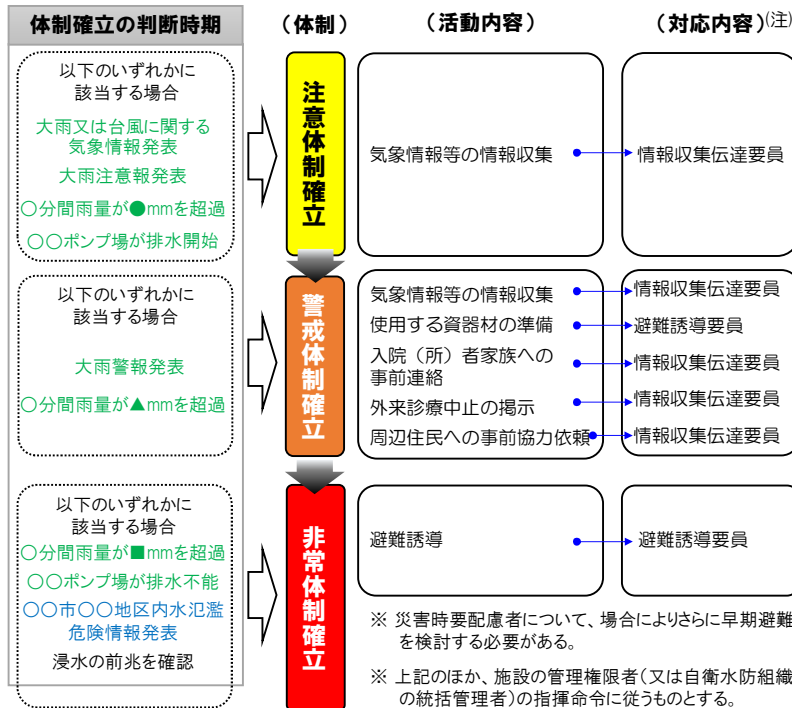 体制確立の判断時期
(体制)
(活動内容)
(対応内容)(注)
以下のいずれかに
該当する場合
大雨又は台風に関する
気象情報発表
大雨注意報発表
〇分間雨量が●mmを超過
〇〇ポンプ場が排水開始
注意体制確立
気象情報等の情報収集
情報収集伝達要員
以下のいずれかに
該当する場合
大雨警報発表
〇分間雨量が▲mmを超過
警戒体制確立
気象情報等の情報収集
情報収集伝達要員
使用する資器材の準備
避難誘導要員
入院(所)者家族への
事前連絡
情報収集伝達要員
外来診療中止の掲示
情報収集伝達要員
周辺住民への事前協力依頼
情報収集伝達要員
以下のいずれかに
該当する場合
〇分間雨量が■mmを超過
〇〇ポンプ場が排水不能
〇〇市〇〇地区内水氾濫
危険情報発表
浸水の前兆を確認
非常体制確立
避難誘導
避難誘導要員
※ 災害時要配慮者について、場合によりさらに早期避難
を検討する必要がある。
※ 上記のほか、施設の管理権限者(又は自衛水防組織
の統括管理者)の指揮命令に従うものとする。